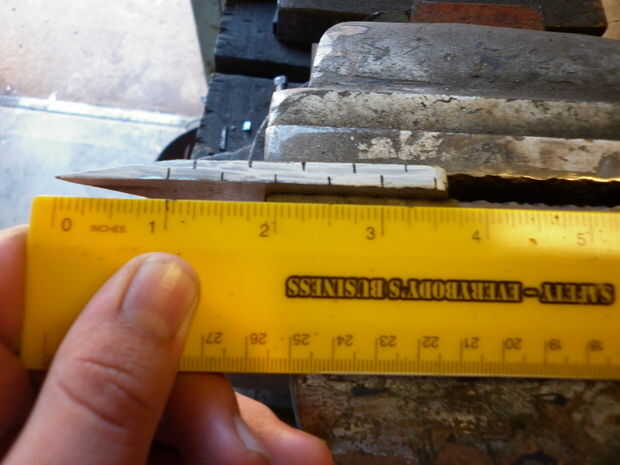 0 INCHES 1 2 3 4 5
SAFETY - EVERYBODY'S BUSINESS
27 26 25 24 23 22 21 20 19 18